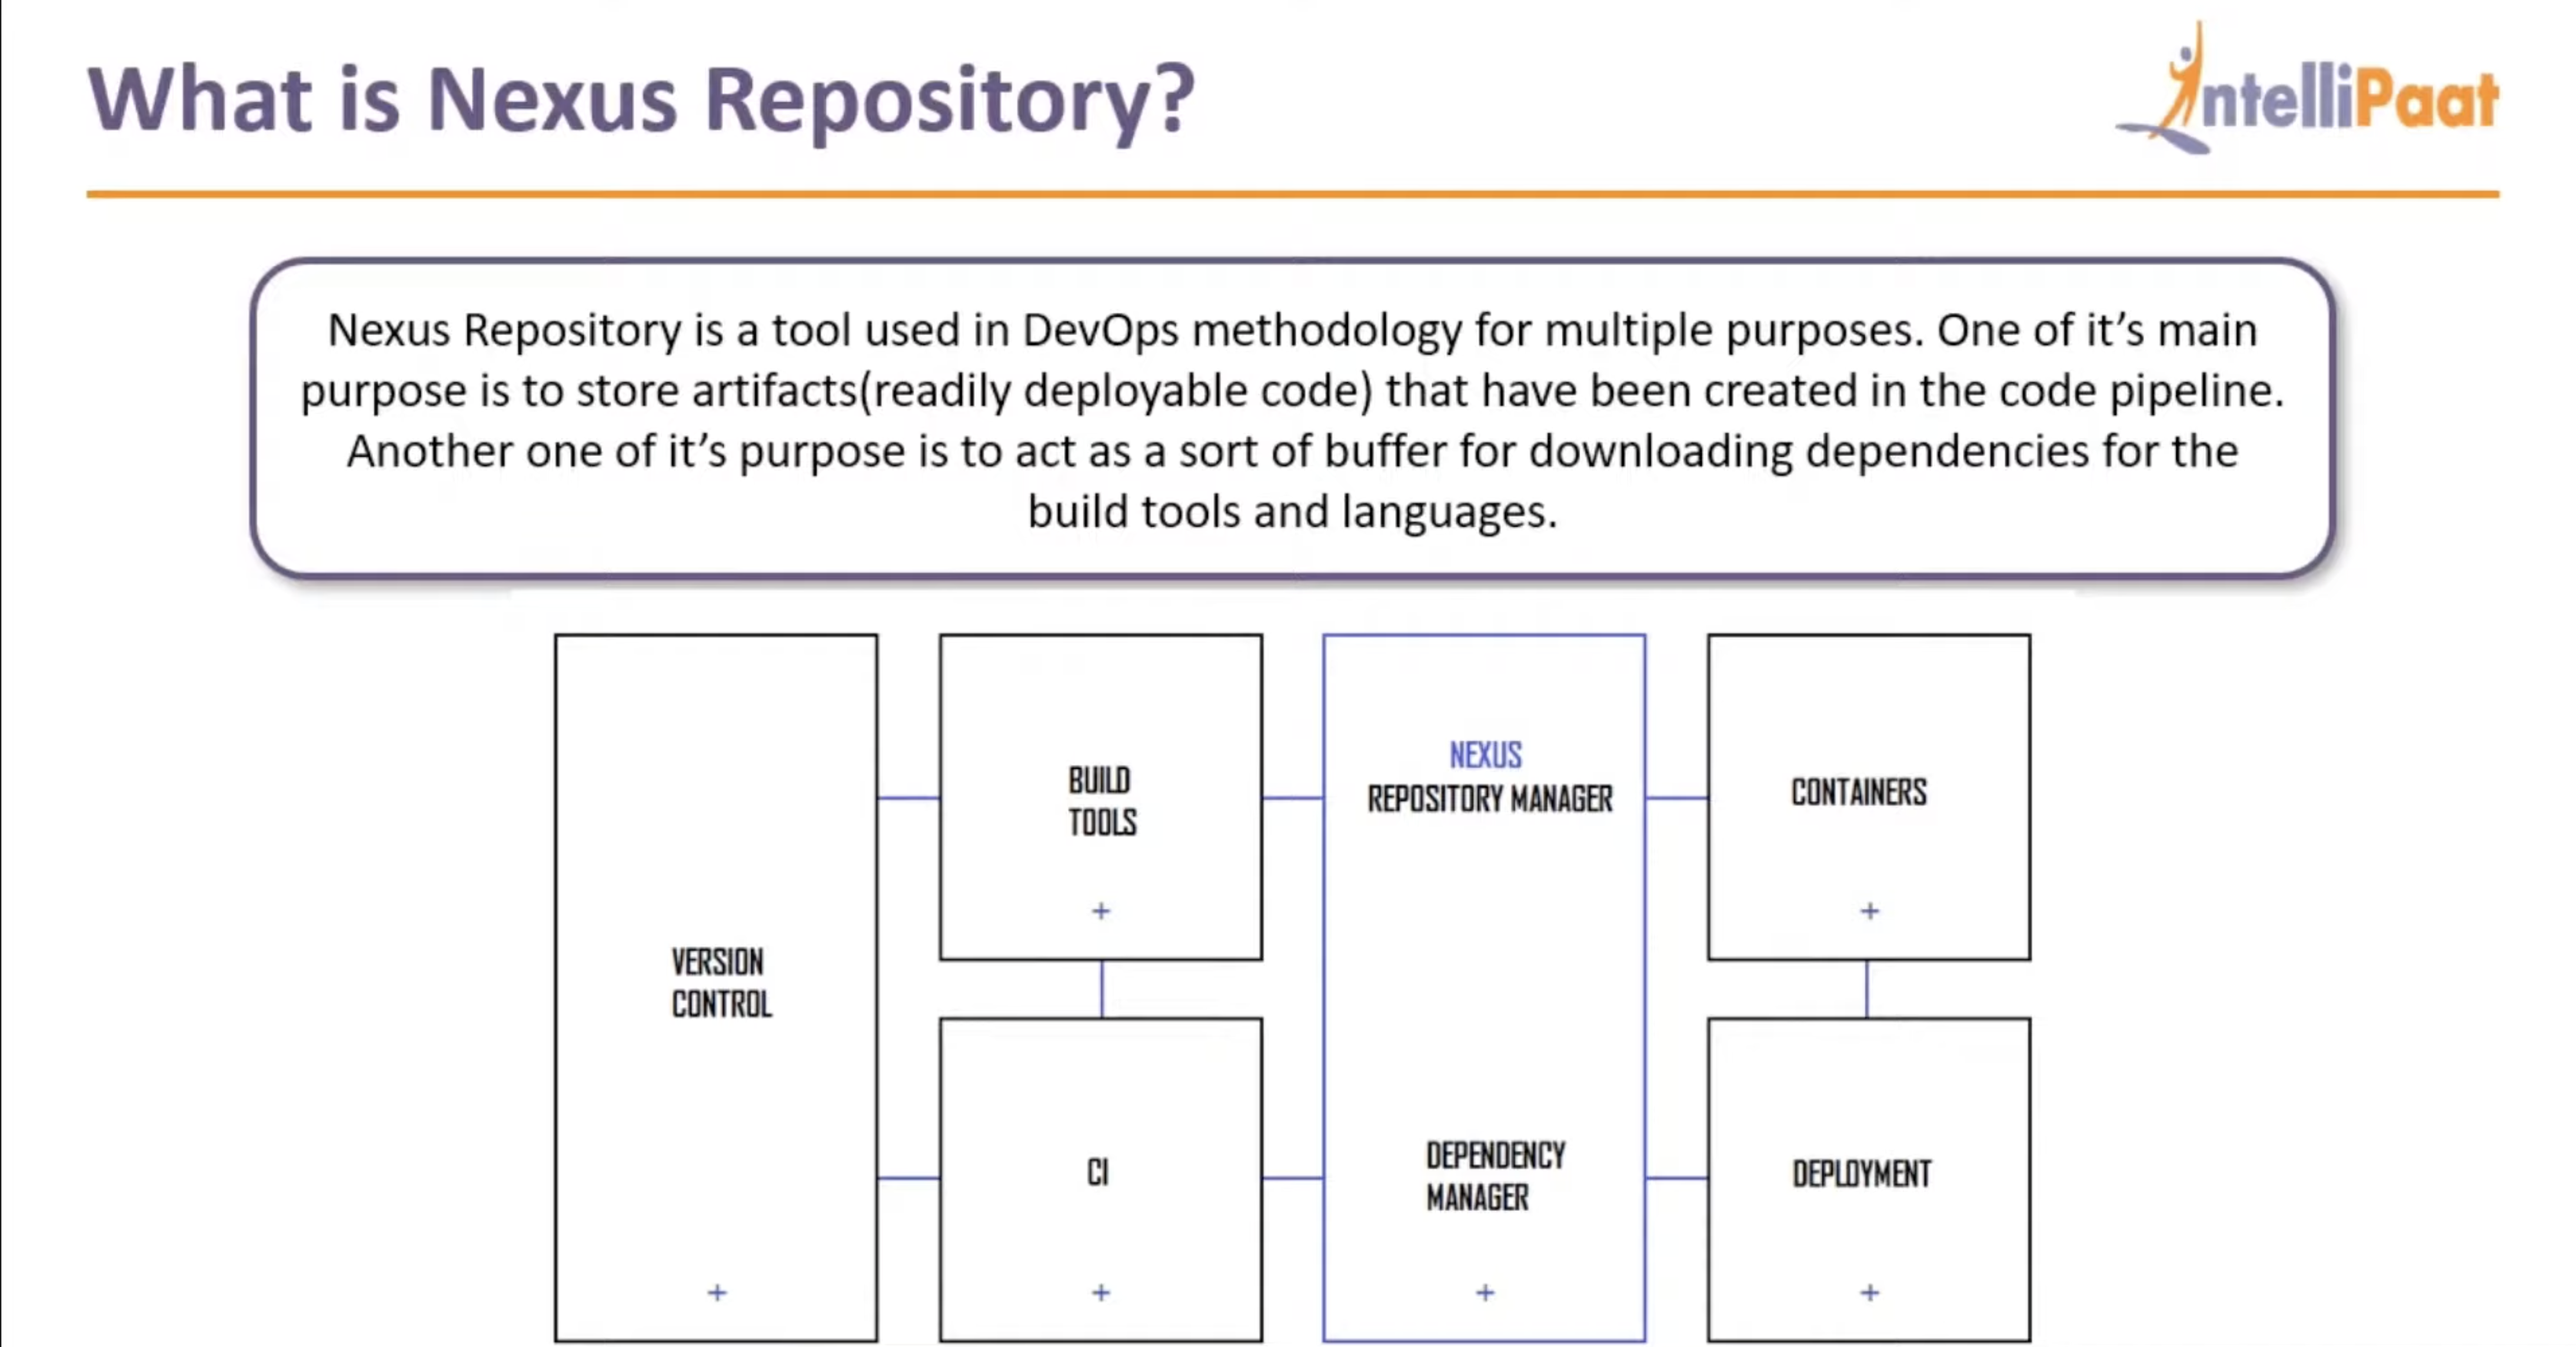 What is Nexus Repository?
IntelliPaat
Nexus Repository is a tool used in DevOps methodology for multiple purposes. One of it’s main
purpose is to store artifacts(readily deployable code) that have been created in the code pipeline.
Another one of it’s purpose is to act as a sort of buffer for downloading dependencies for the
build tools and languages.
VERSION
CONTROL
+
BUILD
TOOLS
+
CI
+
NEXUS
REPOSITORY MANAGER
DEPENDENCY
MANAGER
+
CONTAINERS
+
DEPLOYMENT
+